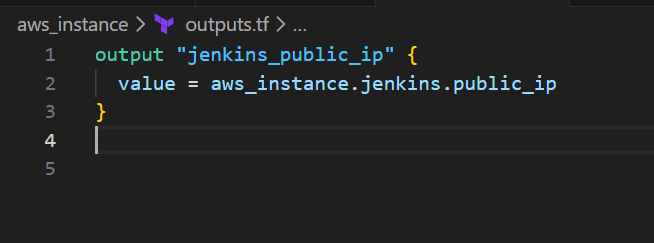 aws_instance > outputs.tf > ...
1 output "jenkins_public_ip" {
2   value = aws_instance.jenkins.public_ip
3 }
4
5